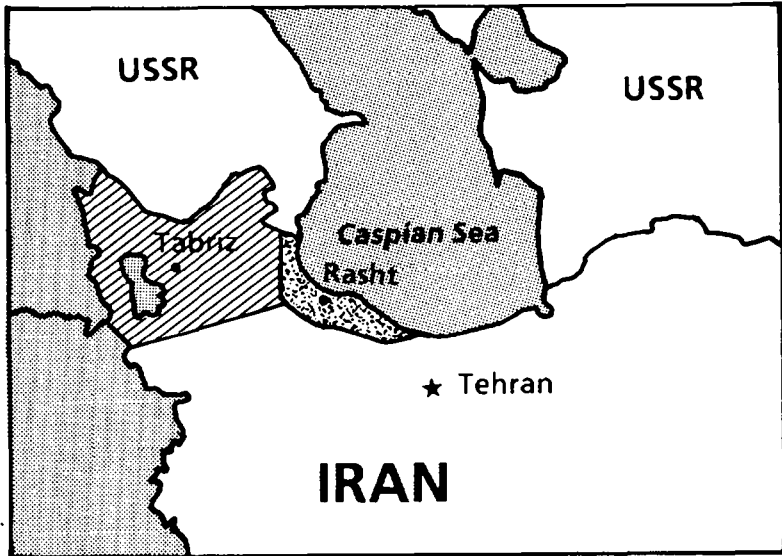 USSR
USSR
Caspian Sea
Tabriz
Rasht
Tehran
IRAN